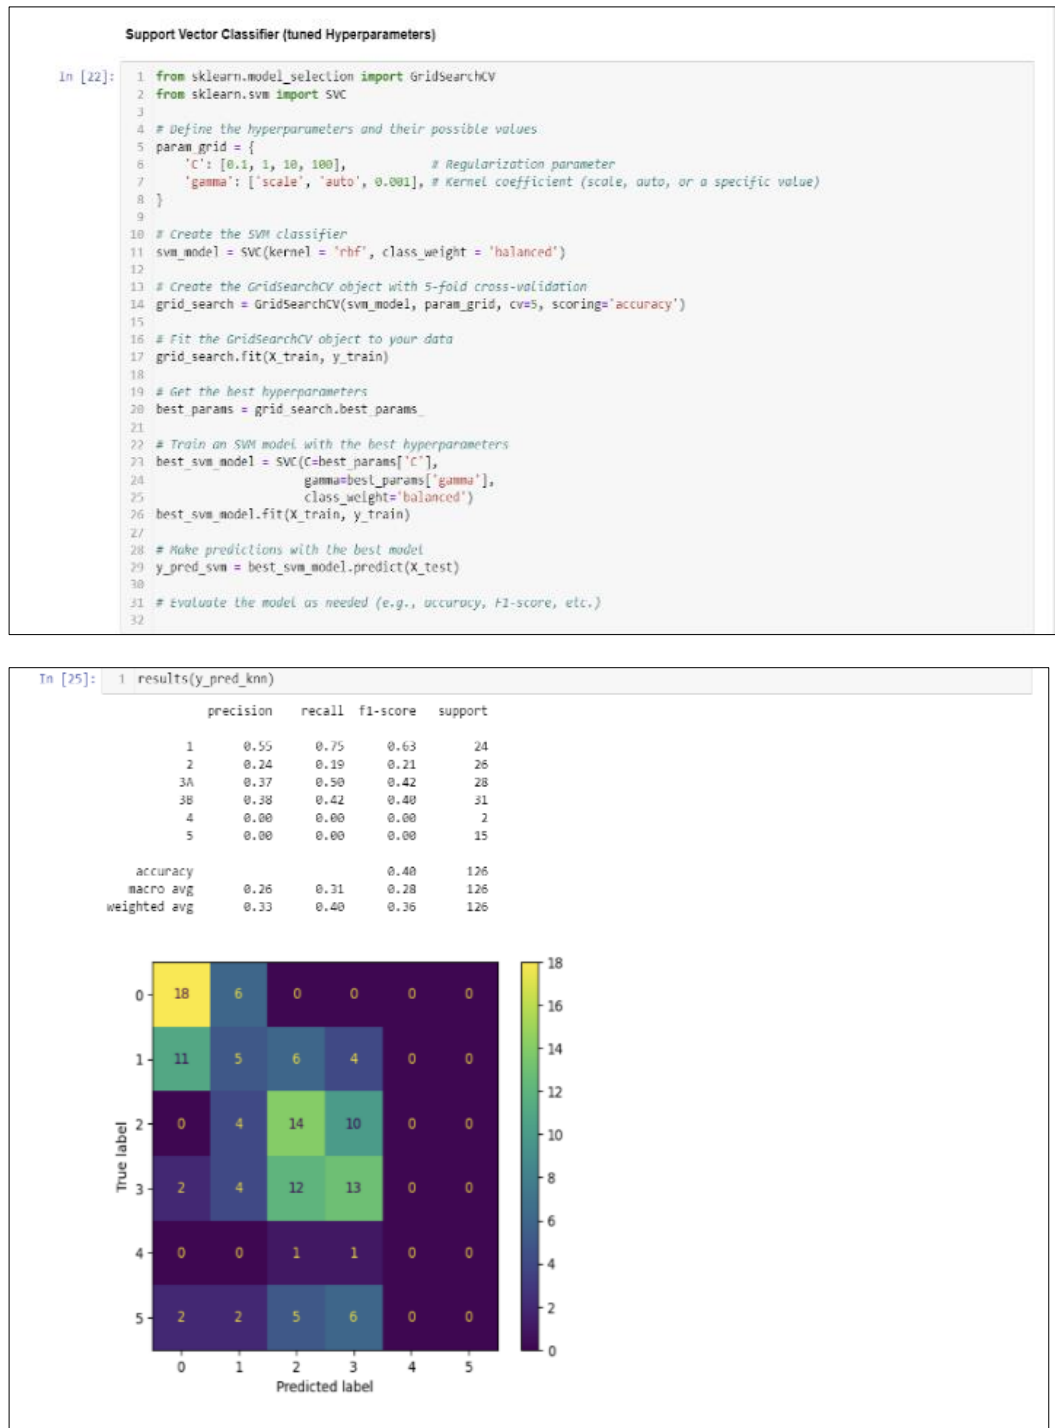 Support Vector Classifier (tuned Hyperparameters)
In [22]:
1 from sklearn.model_selection import GridSearchCV
2 from sklearn.svm import SVC
3
4 # Define the hyperparameters and their possible values
5 param_grid = {
6     'C': [0.1, 1, 10, 100],               # Regularization parameter
7     'gamma': ['scale', 'auto', 0.001], # Kernel coefficient (scale, auto, or a specific value)
8 }
9
10 # Create the SVM classifier
11 svm_model = SVC(kernel = 'rbf', class_weight = 'balanced')
12
13 # Create the GridSearchCV object with 5-fold cross-validation
14 grid_search = GridSearchCV(svm_model, param_grid, cv=5, scoring='accuracy')
15
16 # Fit the GridSearchCV object to your data
17 grid_search.fit(X_train, y_train)
18
19 # Get the best hyperparameters
20 best_params = grid_search.best_params_
21
22 # Train an SVM model with the best hyperparameters
23 best_svm_model = SVC(C=best_params['C'],
24                      gamma=best_params['gamma'],
25                      class_weight='balanced')
26 best_svm_model.fit(X_train, y_train)
27
28 # Make predictions with the best model
29 y_pred_svm = best_svm_model.predict(X_test)
30
31 # Evaluate the model as needed (e.g., accuracy, F1-score, etc.)
32
In [25]: 1 results(y_pred_knn)
precision recall f1-score support
1 0.55 0.75 0.63 24
2 0.24 0.19 0.21 26
3A 0.37 0.50 0.42 28
3B 0.38 0.42 0.40 31
4 0.00 0.00 0.00 2
5 0.00 0.00 0.00 15
accuracy 0.40 126
macro avg 0.26 0.31 0.28 126
weighted avg 0.33 0.40 0.36 126
0 18 6 0 0 0 0
1 11 5 6 4 0 0
2 0 4 14 10 0 0
3 2 4 12 13 0 0
4 0 0 1 1 0 0
5 2 2 5 6 0 0
0 1 2 3 4 5
True label
Predicted label
18
16
14
12
10
8
6
4
2
0